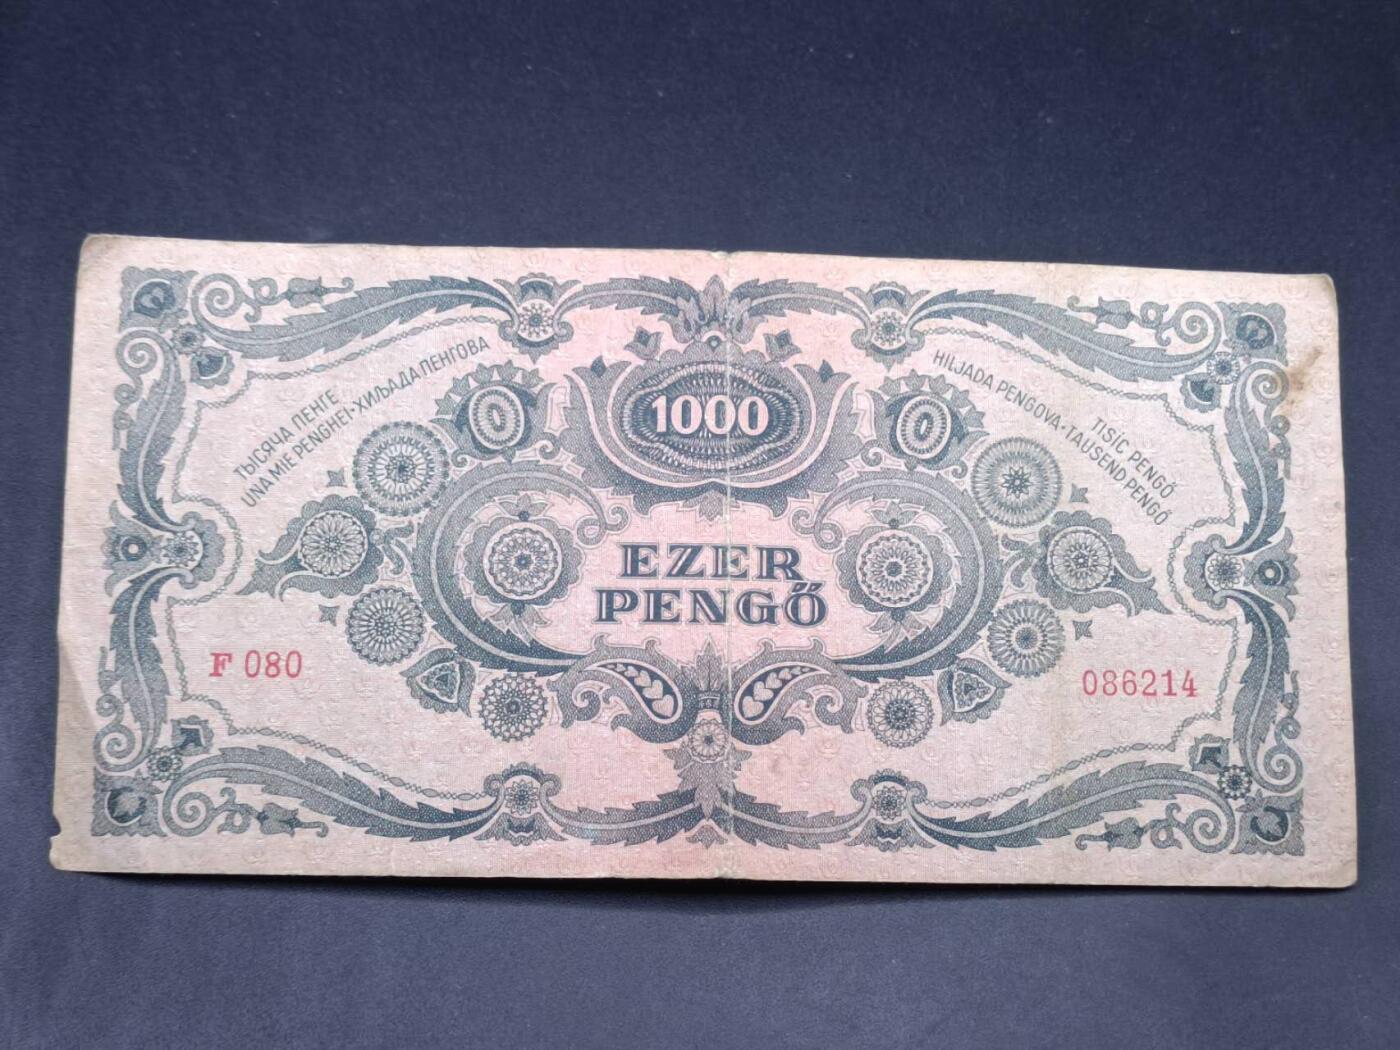 ТЫСЯЧА ПЕНГЕ
UNA MIE PENGHEI·ХИЉАДА ПЕНГОВА
1000
HILJADA PENGOVA·TAUSEND PENGŐ
TISÍC PENGŐ
EZER
PENGŐ
F 080
086214